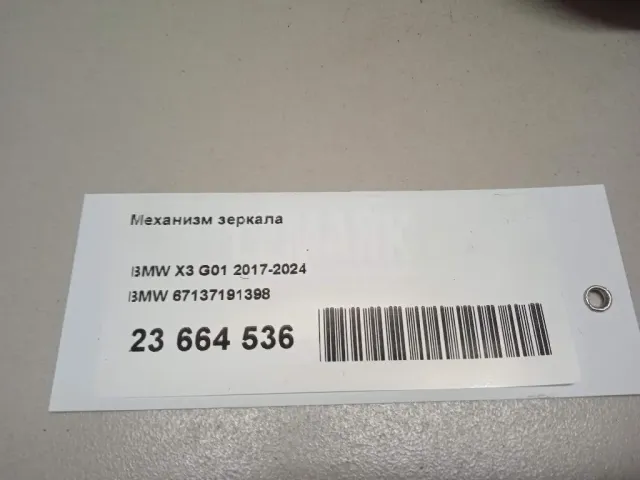 Механизм зеркала
BMW X3 G01 2017-2024
BMW 67137191398
23 664 536